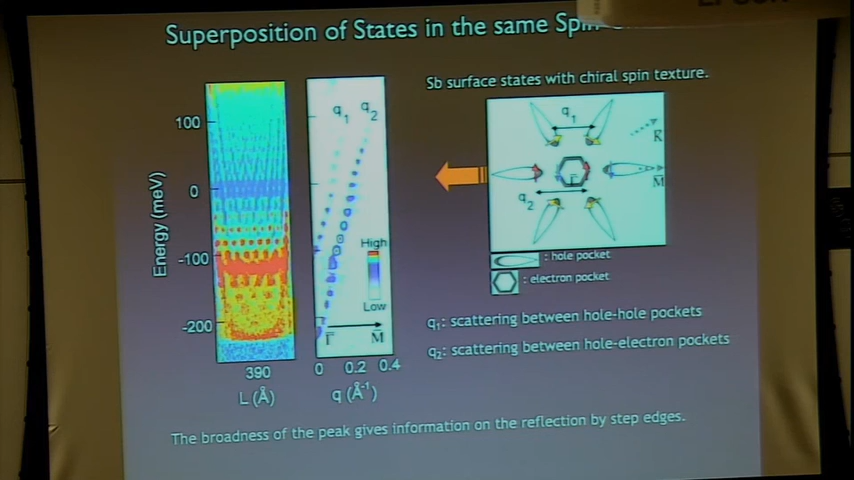 Superposition of States in the same Spin
Sb surface states with chiral spin texture.
100
0
-100
-200
Energy (meV)
390
L (Å)
q1
q2
High
Low
Γ̄
M̄
0
0.2
0.4
q (Å-1)
q1
q2
K̄
M̄
Γ̄
: hole pocket
: electron pocket
q1: scattering between hole-hole pockets
q2: scattering between hole-electron pockets
The broadness of the peak gives information on the reflection by step edges.